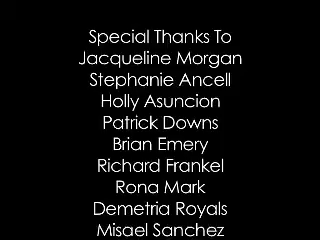 Special Thanks To
Jacqueline Morgan
Stephanie Ancell
Holly Asuncion
Patrick Downs
Brian Emery
Richard Frankel
Rona Mark
Demetria Royals
Misael Sanchez